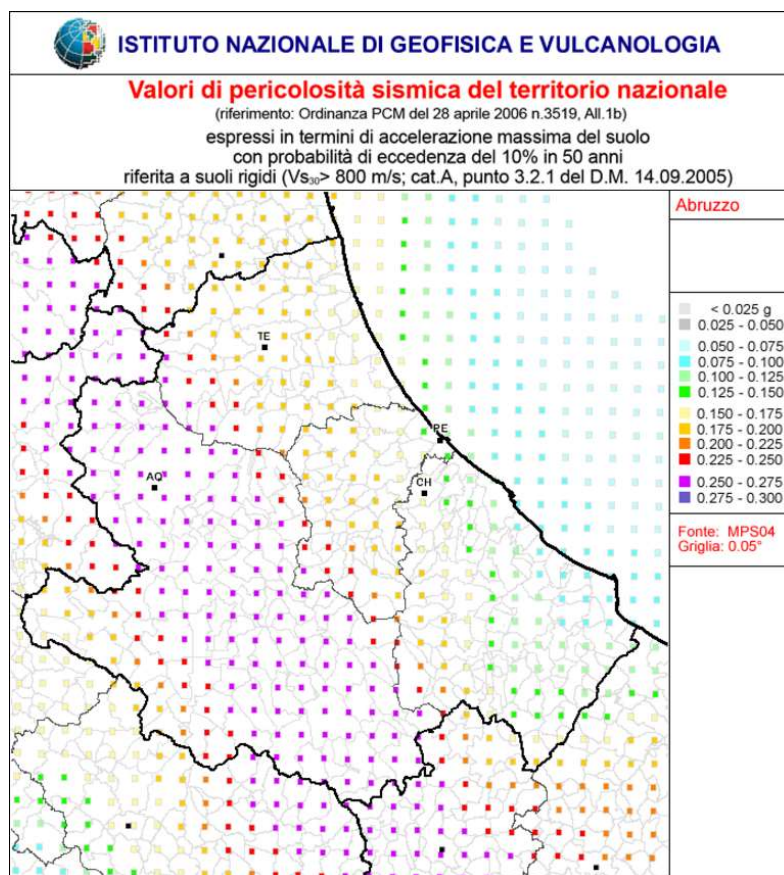 ISTITUTO NAZIONALE DI GEOFISICA E VULCANOLOGIA
Valori di pericolosità sismica del territorio nazionale
(riferimento: Ordinanza PCM del 28 aprile 2006 n.3519, All.1b)
espressi in termini di accelerazione massima del suolo
con probabilità di eccedenza del 10% in 50 anni
riferita a suoli rigidi (Vs₃₀> 800 m/s; cat.A, punto 3.2.1 del D.M. 14.09.2005)
Abruzzo
< 0.025 g
0.025 - 0.050
0.050 - 0.075
0.075 - 0.100
0.100 - 0.125
0.125 - 0.150
0.150 - 0.175
0.175 - 0.200
0.200 - 0.225
0.225 - 0.250
0.250 - 0.275
0.275 - 0.300
Fonte: MPS04
Griglia: 0.05°
TE
PE
AQ
CH